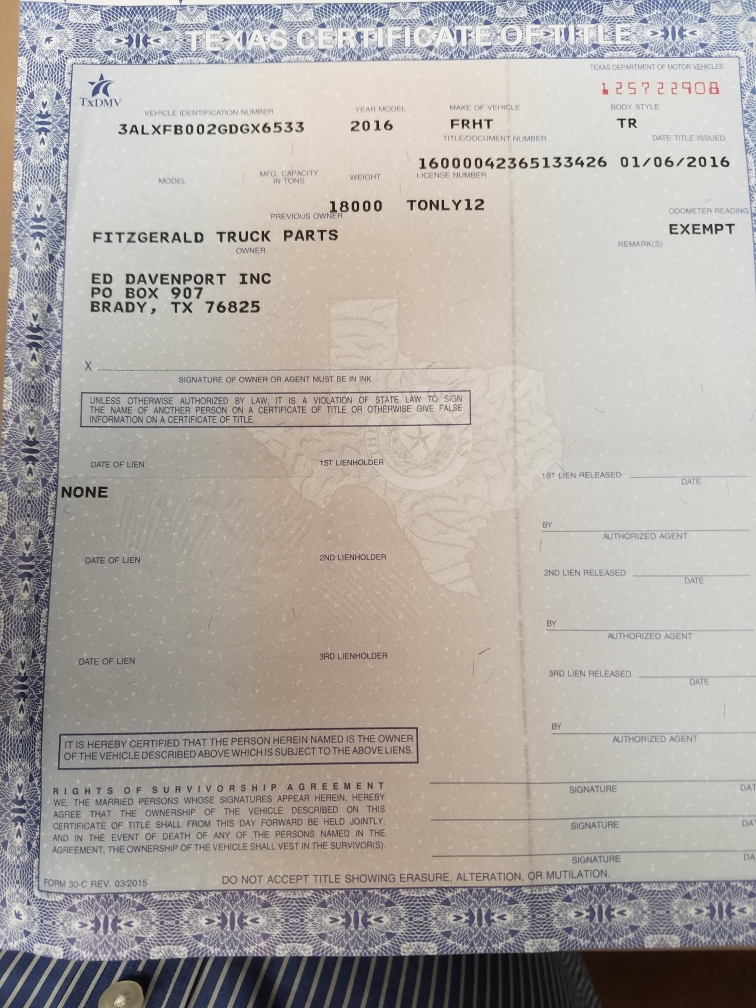 TEXAS CERTIFICATE OF TITLE
TEXAS DEPARTMENT OF MOTOR VEHICLES
TxDMV
125722908
VEHICLE IDENTIFICATION NUMBER YEAR MODEL MAKE OF VEHICLE BODY STYLE
3ALXFB002GDGX6533 2016 FRHT TR
TITLE/DOCUMENT NUMBER DATE TITLE ISSUED
16000042365133426 01/06/2016
MODEL MFG. CAPACITY IN TONS WEIGHT LICENSE NUMBER
18000 TONLY12
PREVIOUS OWNER ODOMETER READING
FITZGERALD TRUCK PARTS EXEMPT
OWNER REMARK(S)
ED DAVENPORT INC
PO BOX 907
BRADY, TX 76825
X
SIGNATURE OF OWNER OR AGENT MUST BE IN INK
UNLESS OTHERWISE AUTHORIZED BY LAW, IT IS A VIOLATION OF STATE LAW TO SIGN
THE NAME OF ANOTHER PERSON ON A CERTIFICATE OF TITLE OR OTHERWISE GIVE FALSE
INFORMATION ON A CERTIFICATE OF TITLE.
DATE OF LIEN 1ST LIENHOLDER
1ST LIEN RELEASED
DATE
NONE
BY
AUTHORIZED AGENT
DATE OF LIEN 2ND LIENHOLDER
2ND LIEN RELEASED
DATE
BY
AUTHORIZED AGENT
DATE OF LIEN 3RD LIENHOLDER
3RD LIEN RELEASED
DATE
BY
AUTHORIZED AGENT
IT IS HEREBY CERTIFIED THAT THE PERSON HEREIN NAMED IS THE OWNER
OF THE VEHICLE DESCRIBED ABOVE WHICH IS SUBJECT TO THE ABOVE LIENS.
RIGHTS OF SURVIVORSHIP AGREEMENT
WE, THE MARRIED PERSONS WHOSE SIGNATURES APPEAR HEREIN, HEREBY
AGREE THAT THE OWNERSHIP OF THE VEHICLE DESCRIBED ON THIS
CERTIFICATE OF TITLE SHALL FROM THIS DAY FORWARD BE HELD JOINTLY,
AND IN THE EVENT OF DEATH OF ANY OF THE PERSONS NAMED IN THE
AGREEMENT, THE OWNERSHIP OF THE VEHICLE SHALL VEST IN THE SURVIVOR(S).
SIGNATURE DAT
SIGNATURE DA
SIGNATURE DA
FORM 30-C REV. 03/2015
DO NOT ACCEPT TITLE SHOWING ERASURE, ALTERATION, OR MUTILATION.